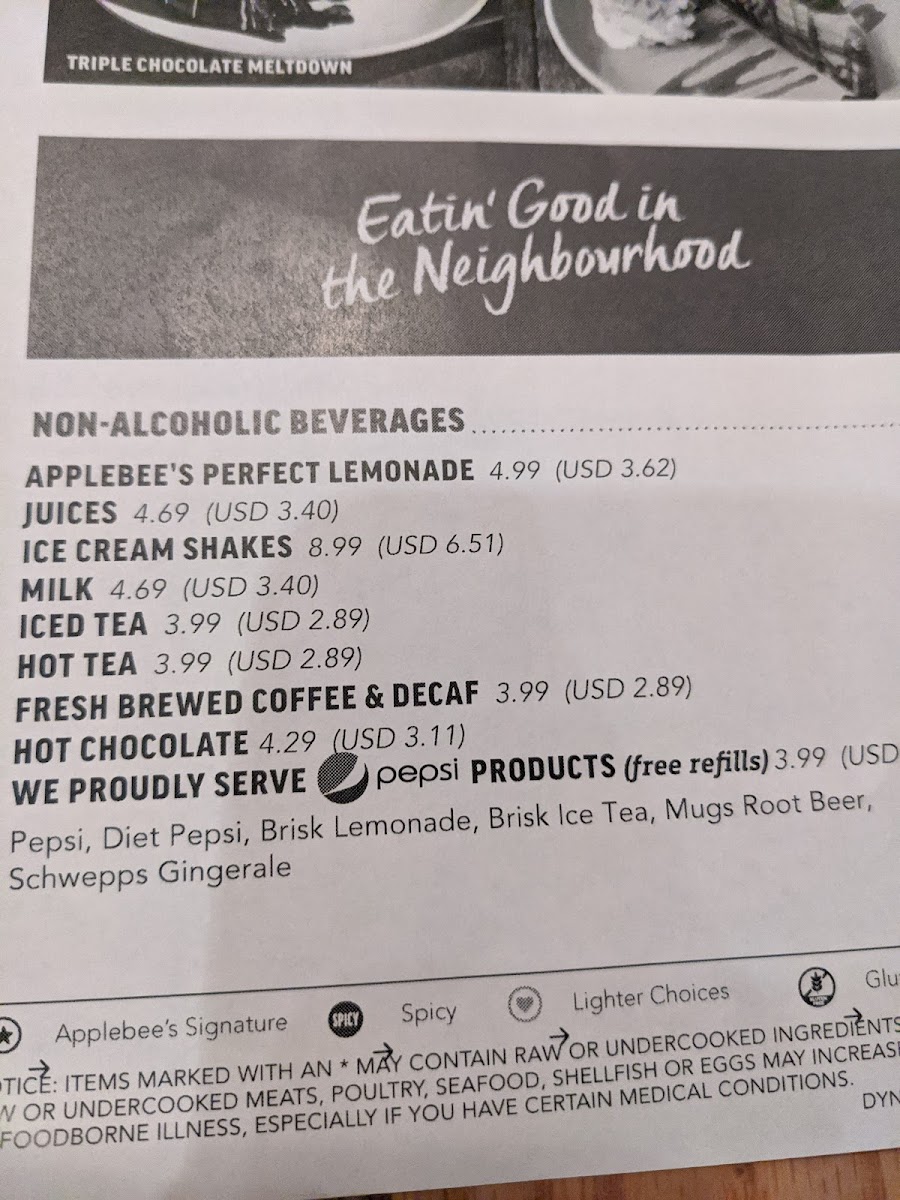 TRIPLE CHOCOLATE MELTDOWN
Eatin' Good in
the Neighbourhood
NON-ALCOHOLIC BEVERAGES
APPLEBEE'S PERFECT LEMONADE 4.99 (USD 3.62)
JUICES 4.69 (USD 3.40)
ICE CREAM SHAKES 8.99 (USD 6.51)
MILK 4.69 (USD 3.40)
ICED TEA 3.99 (USD 2.89)
HOT TEA 3.99 (USD 2.89)
FRESH BREWED COFFEE & DECAF 3.99 (USD 2.89)
HOT CHOCOLATE 4.29 (USD 3.11)
WE PROUDLY SERVE pepsi PRODUCTS (free refills) 3.99 (USD
Pepsi, Diet Pepsi, Brisk Lemonade, Brisk Ice Tea, Mugs Root Beer,
Schwepps Gingerale
Applebee's Signature SPICY Spicy Lighter Choices GLUTEN FREE Glu
OTICE: ITEMS MARKED WITH AN * MAY CONTAIN RAW OR UNDERCOOKED INGREDIENTS
W OR UNDERCOOKED MEATS, POULTRY, SEAFOOD, SHELLFISH OR EGGS MAY INCREASE
FOODBORNE ILLNESS, ESPECIALLY IF YOU HAVE CERTAIN MEDICAL CONDITIONS.
DYN